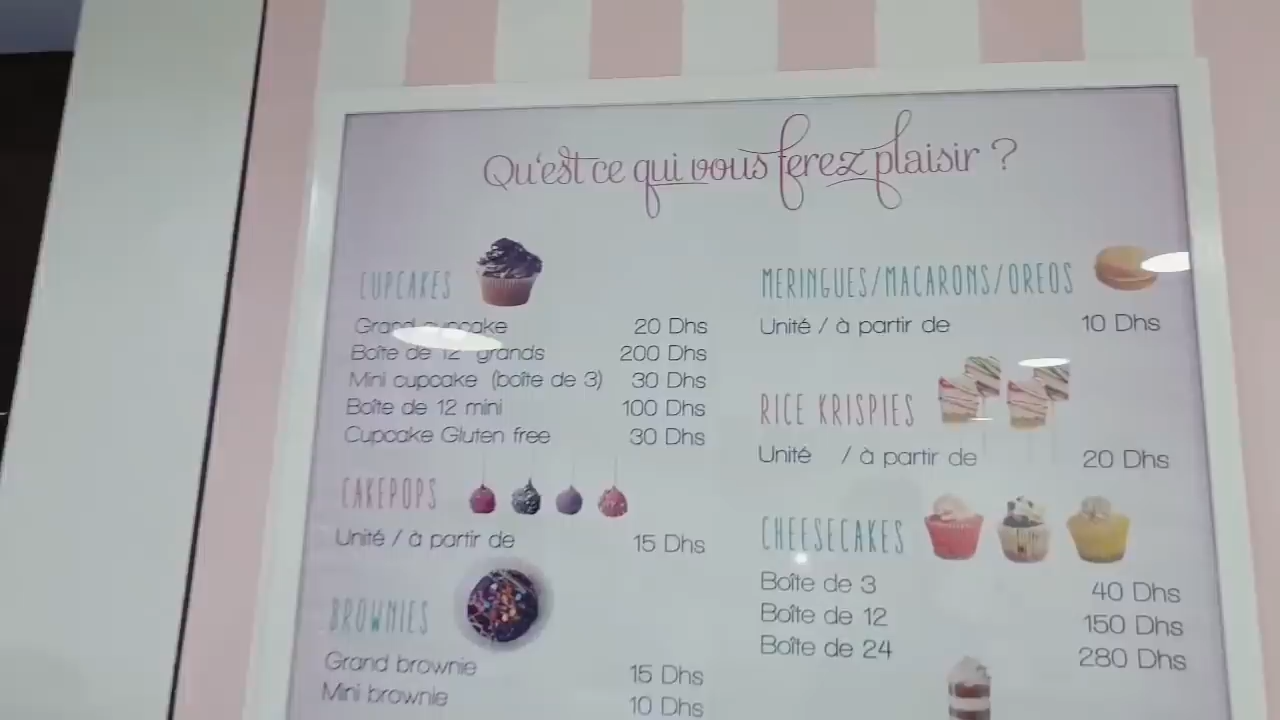 Qu'est ce qui vous ferez plaisir ?
CUPCAKES
Grand cupcake 20 Dhs
Boîte de 12 grands 200 Dhs
Mini cupcake (boîte de 3) 30 Dhs
Boîte de 12 mini 100 Dhs
Cupcake Gluten free 30 Dhs
CAKEPOPS
Unité / à partir de 15 Dhs
BROWNIES
Grand brownie 15 Dhs
Mini brownie 10 Dhs
MERINGUES/MACARONS/OREOS
Unité / à partir de 10 Dhs
RICE KRISPIES
Unité / à partir de 20 Dhs
CHEESECAKES
Boîte de 3 40 Dhs
Boîte de 12 150 Dhs
Boîte de 24 280 Dhs